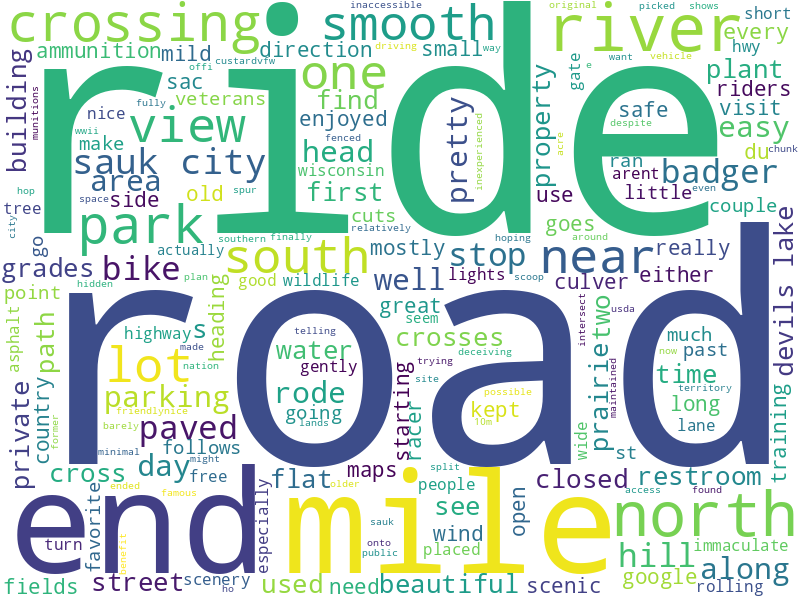 inaccessible
original picked shows
crossing smooth river short
ammunition mild direction small driving way every
hwy
building offi custardvfw one want vehicle e gate plant
sac find riders
munitions fully veterans view head enjoyed pretty property safe visit
wwii nice make fenced inexperienced acre despite easy
ride
sauk city wisconsin ran du chunk
hop area first arent badger
tree space side old spur cuts use little even couple
city park southern finally relatively hoping goes around
go actually south mostly stop near really
grades bike plan good wildlife well lights scoop culver either
point hidden great seem intersect two usda devils lake
asphalt path highway s heading telling crosses much
made nation water trying deceiving now past
lot gently site possible time territory
country rode kept prairie maintained long
private parking friendlynice going starting racer 10m lane
former barely paved lands wide training
road
minimal follows split st
cross day might free flat maps people older closed restroom
favorite ended famous especially see access found
end mile sauk wind placed open north
turn benefit onto public hill immaculate
along
fields street scenery ho used need beautiful scenic google rolling